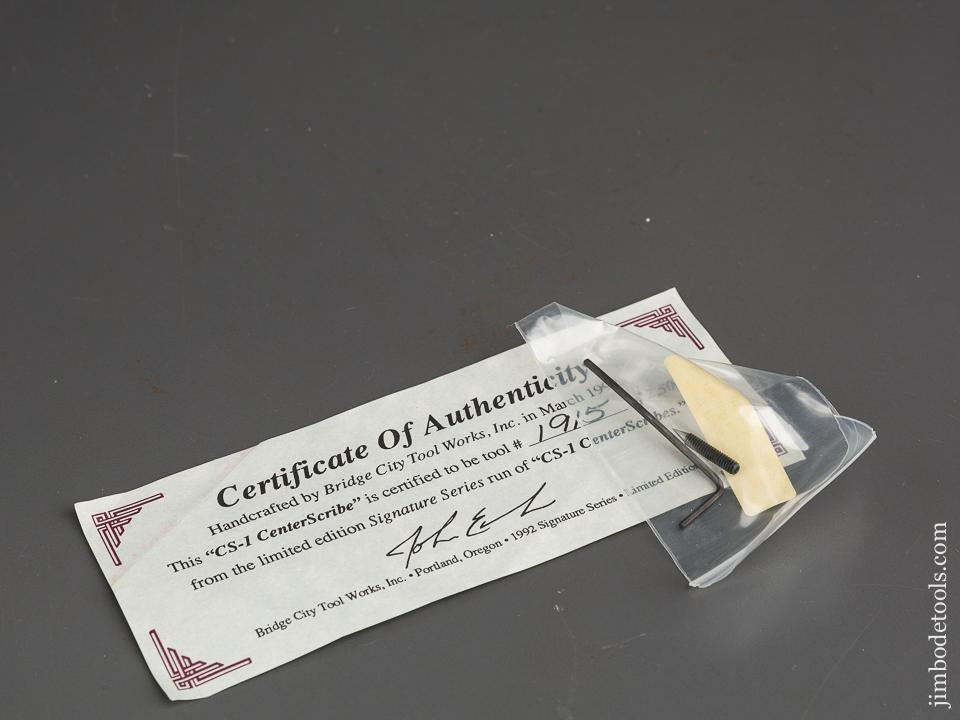 Certificate Of Authenticity
Handcrafted by Bridge City Tool Works, Inc. in March 19
This "CS-1 CenterScribe" is certified to be tool # 1915
from the limited edition Signature Series run of "CS-1 CenterScribes."
John
Bridge City Tool Works, Inc. • Portland, Oregon • 1992 Signature Series • Limited Edition
jimbodetools.com